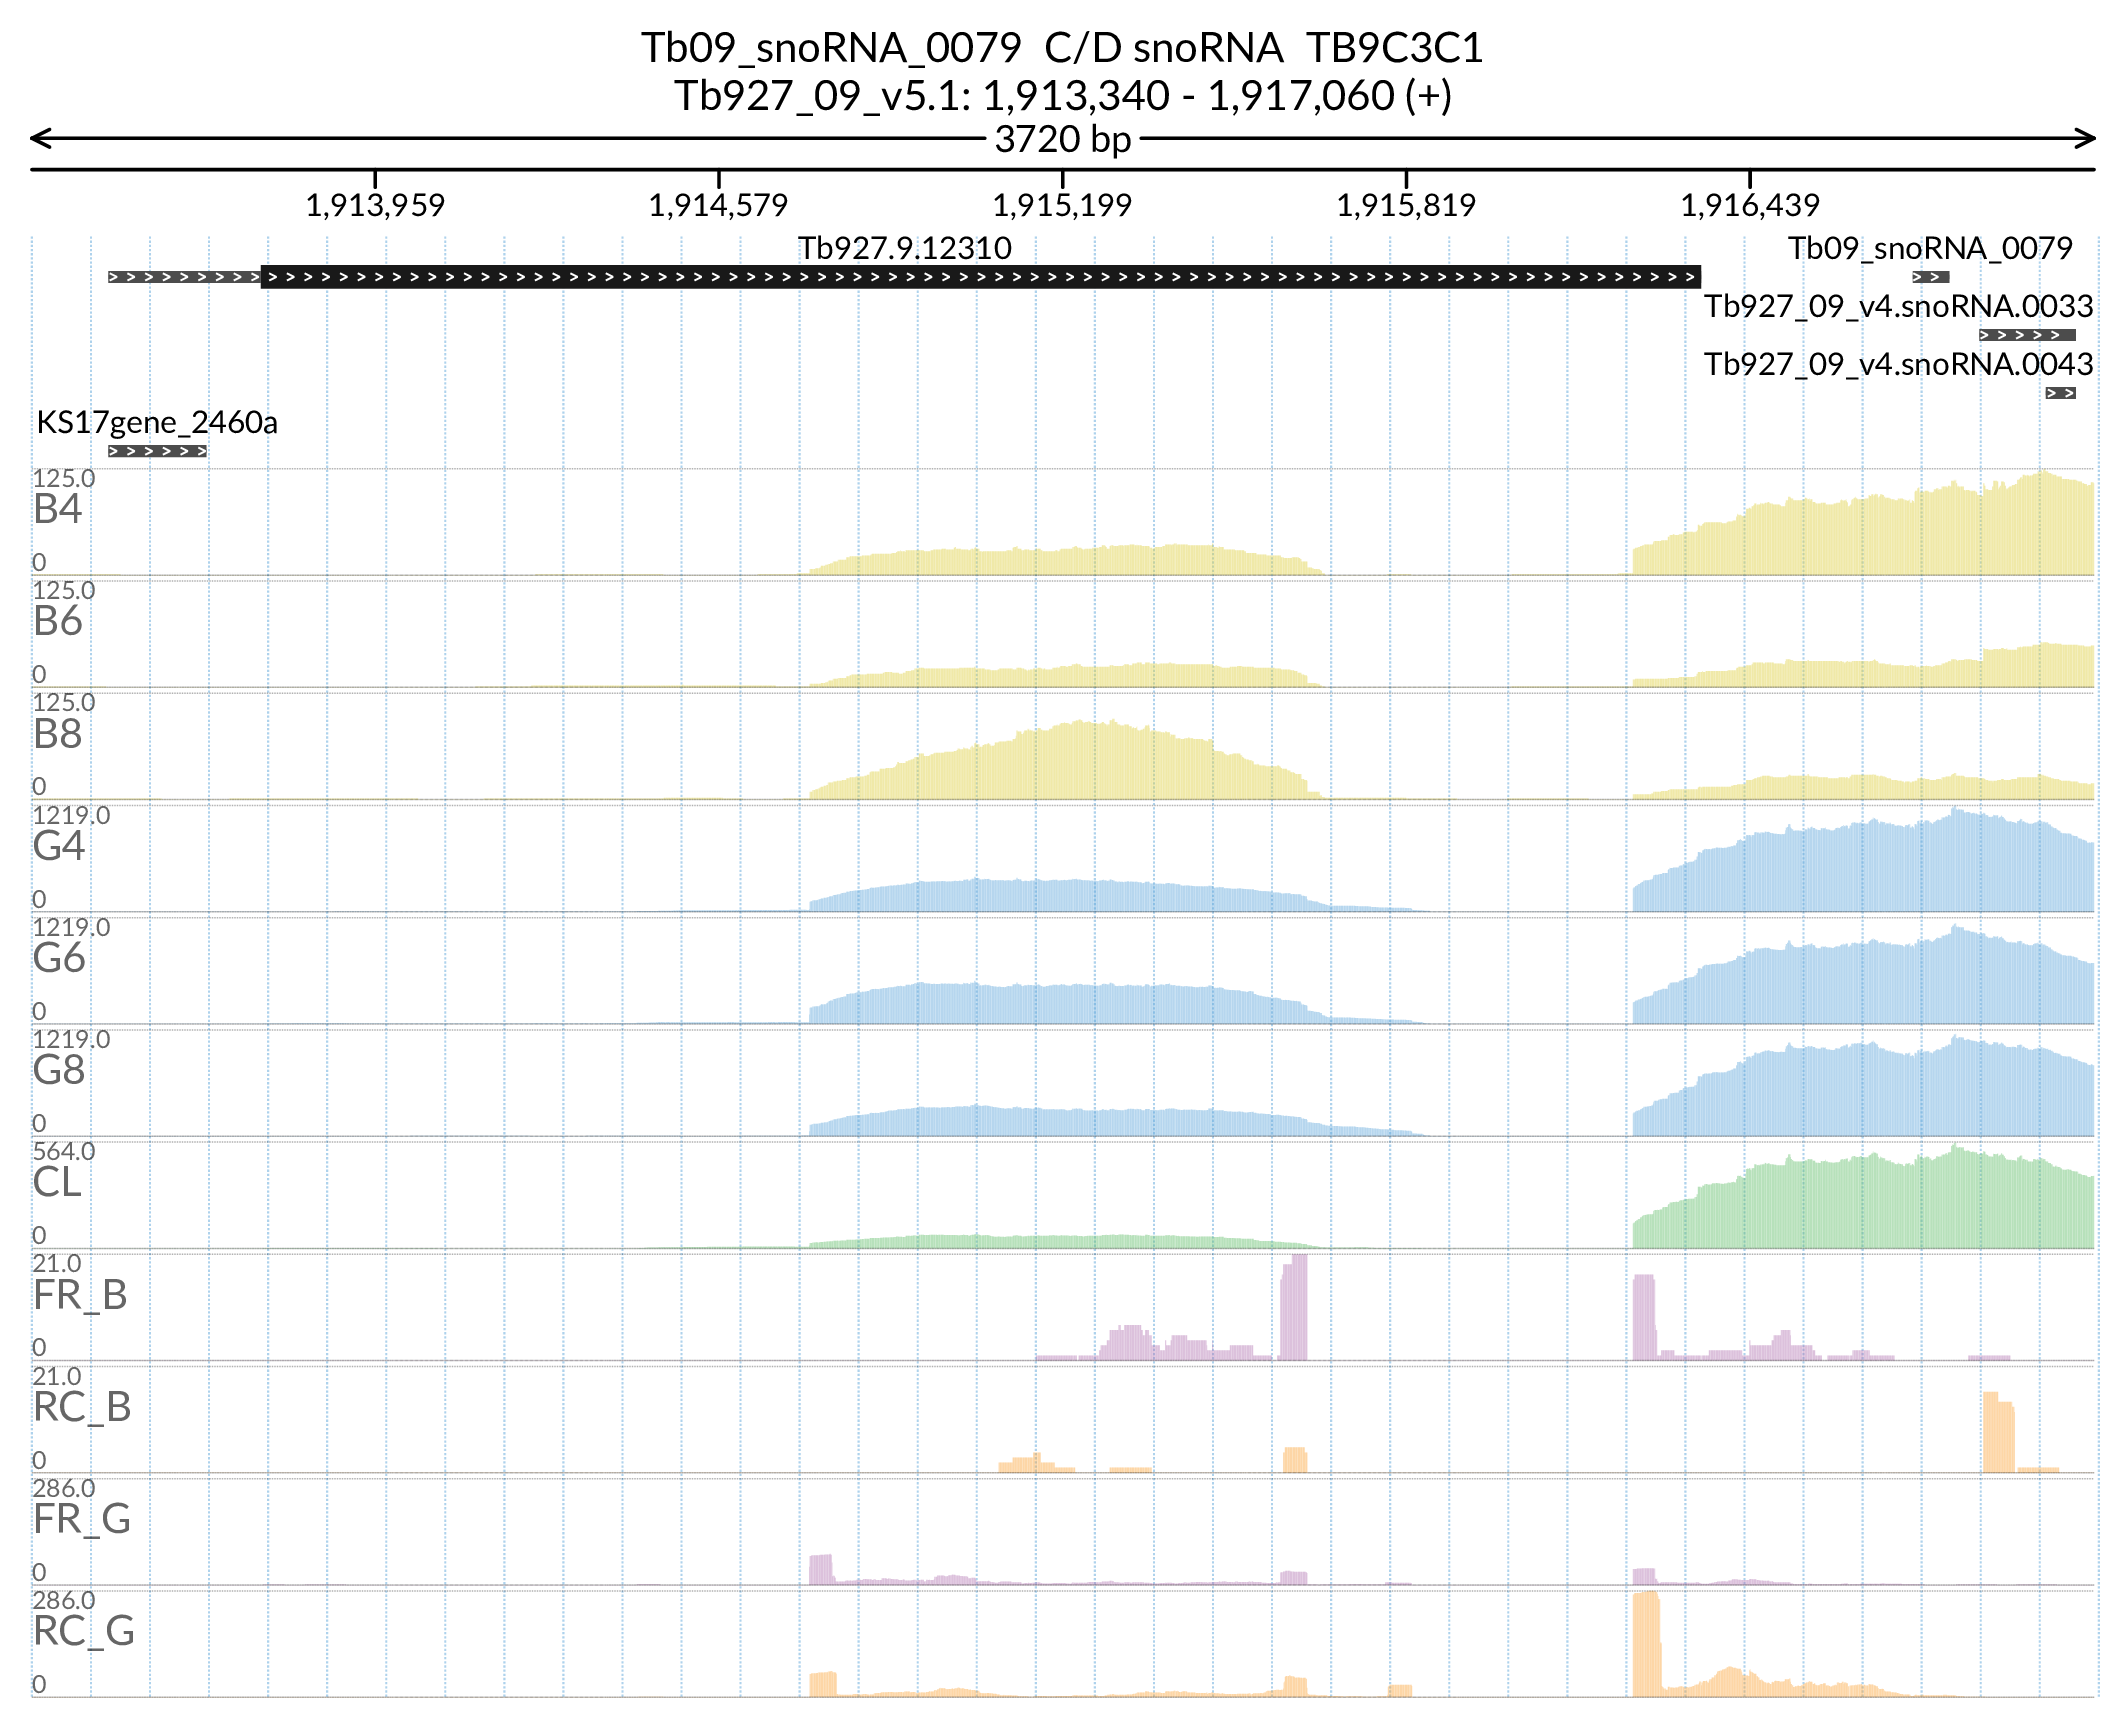 Tb09_snoRNA_0079 C/D snoRNA TB9C3C1
Tb927_09_v5.1: 1,913,340 - 1,917,060 (+)
3720 bp
1,913,959 1,914,579 1,915,199 1,915,819 1,916,439
Tb927.9.12310 Tb09_snoRNA_0079
Tb927_09_v4.snoRNA.0033
Tb927_09_v4.snoRNA.0043
KS17gene_2460a
125.0
B4
0
125.0
B6
0
125.0
B8
0
1219.0
G4
0
1219.0
G6
0
1219.0
G8
0
564.0
CL
0
21.0
FR_B
0
21.0
RC_B
0
286.0
FR_G
0
286.0
RC_G
0